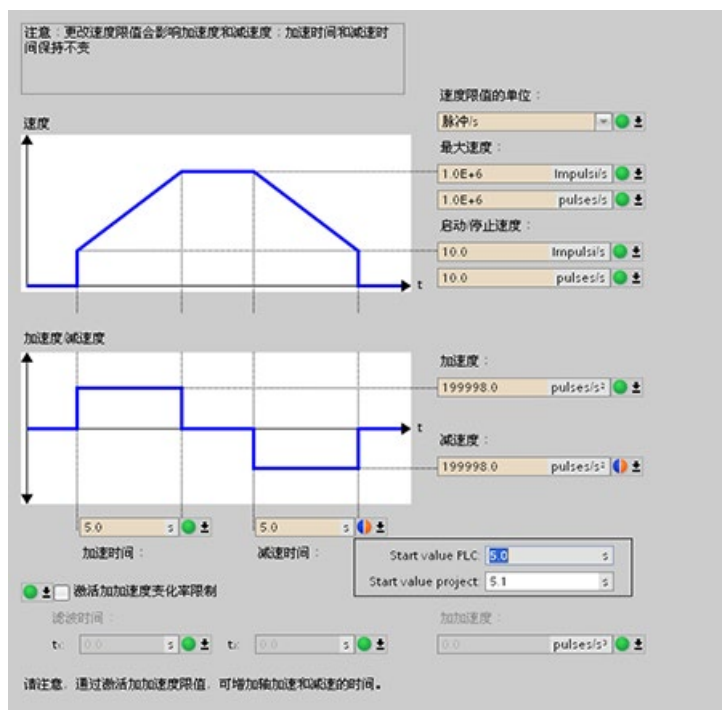 注意：更改速度限值会影响加速度和减速度；加速时间和减速时
间保持不变
速度限值的单位：
速度
脉冲/s
最大速度：
1.0E+6 Impulsi/s
1.0E+6 pulses/s
启动/停止速度：
10.0 Impulsi/s
10.0 pulses/s
t
加速度/减速度
加速度：
199998.0 pulses/s²
t
减速度：
199998.0 pulses/s²
5.0 s
5.0 s
加速时间：
减速时间：
Start value PLC: 5.0 s
Start value project: 5.1 s
激活加加速度变化率限制
滤波时间：
加加速度：
0.0 s
0.0 s
0.0 pulses/s³
请注意，通过激活加加速度限值，可增加轴加速和减速的时间。